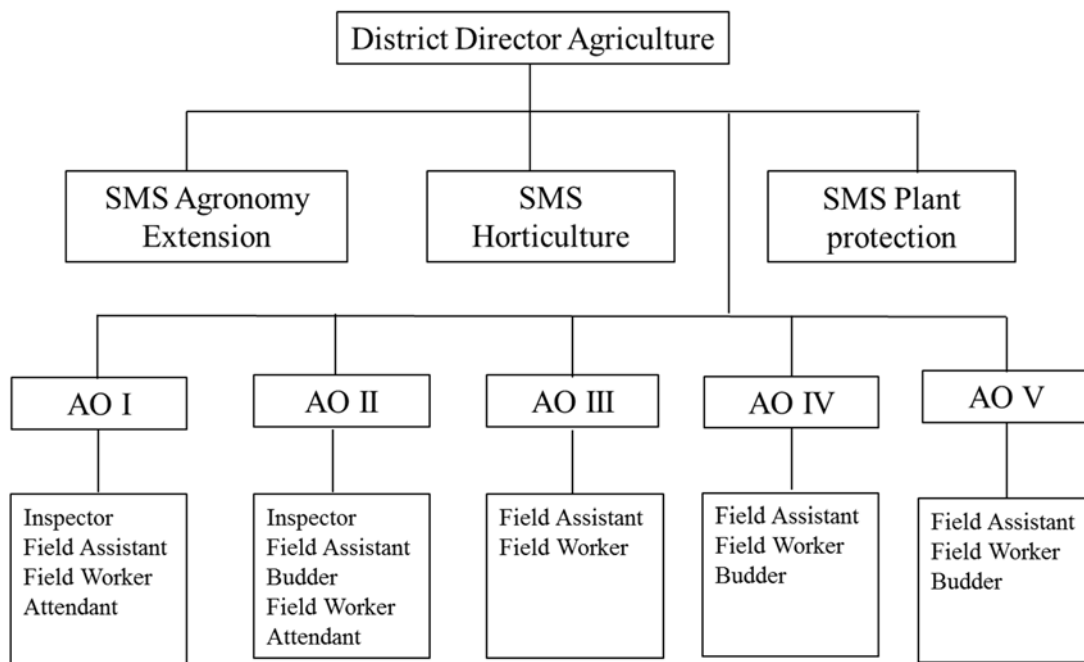 District Director Agriculture
SMS Agronomy
Extension
SMS
Horticulture
SMS Plant
protection
AO I
AO II
AO III
AO IV
AO V
Inspector
Field Assistant
Field Worker
Attendant
Inspector
Field Assistant
Budder
Field Worker
Attendant
Field Assistant
Field Worker
Field Assistant
Field Worker
Budder
Field Assistant
Field Worker
Budder